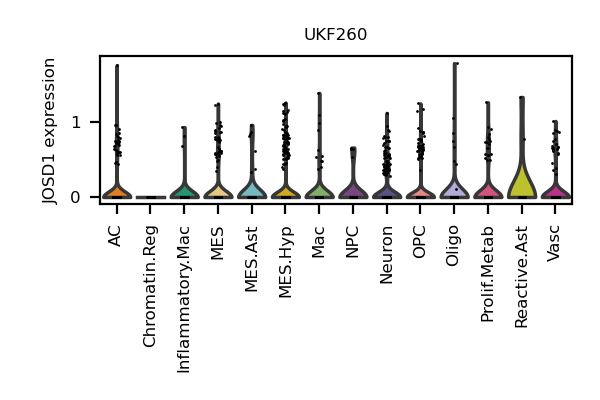 UKF260
JOSD1 expression
1
0
AC
Chromatin.Reg
Inflammatory.Mac
MES
MES.Ast
MES.Hyp
Mac
NPC
Neuron
OPC
Oligo
Prolif.Metab
Reactive.Ast
Vasc